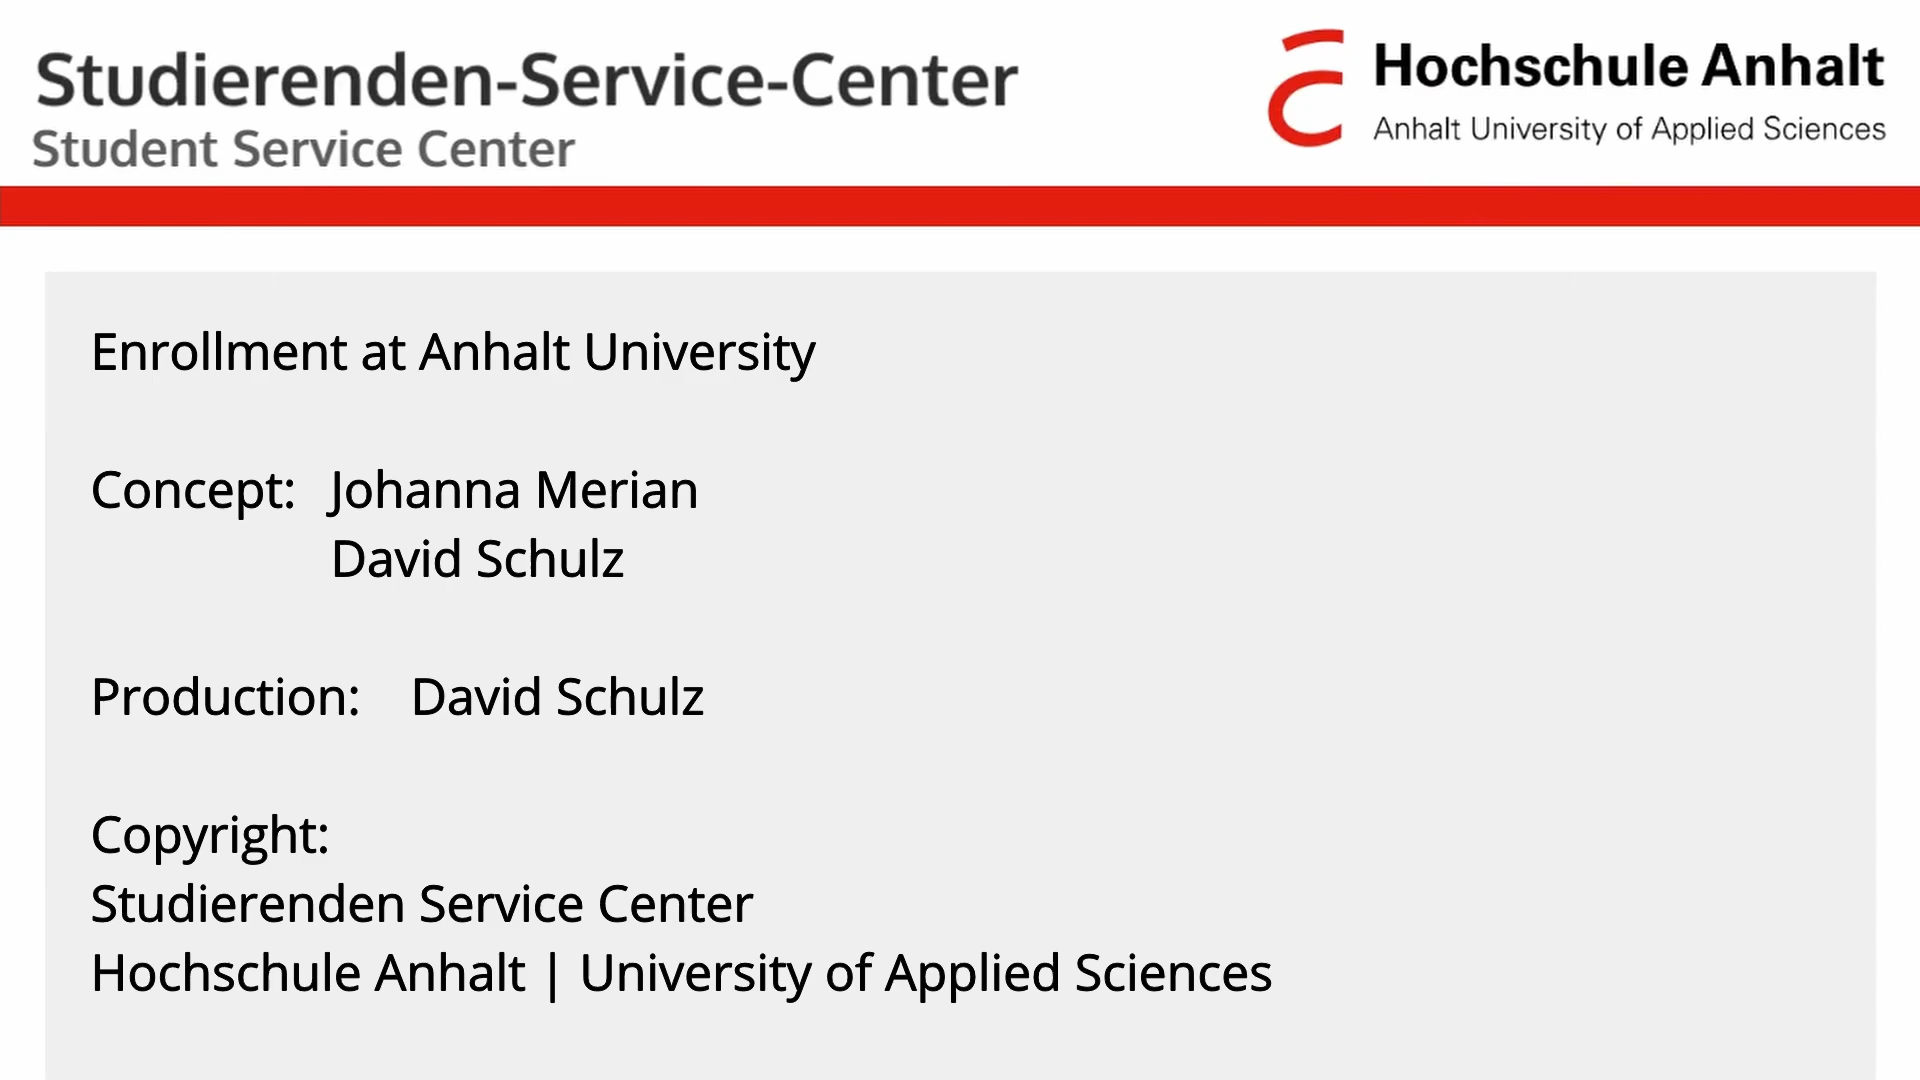 Studierenden-Service-Center
Student Service Center
Hochschule Anhalt
Anhalt University of Applied Sciences
Enrollment at Anhalt University
Concept: Johanna Merian
David Schulz
Production: David Schulz
Copyright:
Studierenden Service Center
Hochschule Anhalt | University of Applied Sciences